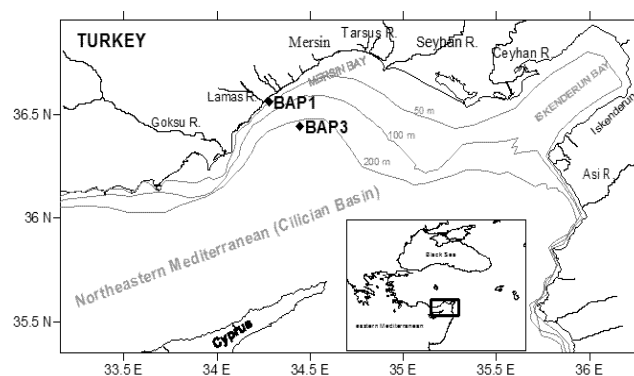 TURKEY
Mersin
Tarsus R.
Seyhan R.
Ceyhan R.
MERSIN BAY
ISKENDERUN BAY
Iskenderun
Lamas R.
BAP1
Goksu R.
BAP3
50 m
100 m
200 m
Asi R.
Northeastern Mediterranean (Cilician Basin)
Cyprus
Black Sea
eastern Mediterranean
36.5 N
36 N
35.5 N
33.5 E
34 E
34.5 E
35 E
35.5 E
36 E